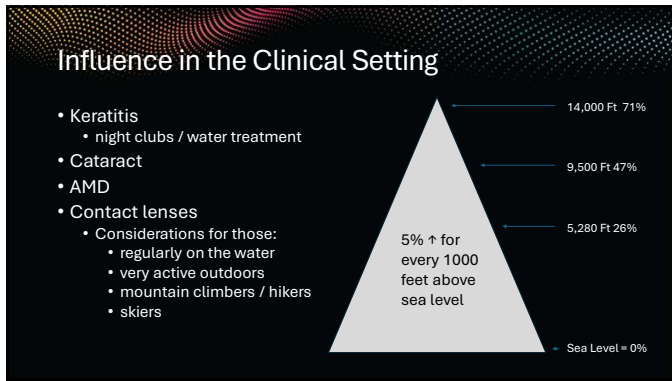 Influence in the Clinical Setting
• Keratitis
• night clubs / water treatment
• Cataract
• AMD
• Contact lenses
• Considerations for those:
• regularly on the water
• very active outdoors
• mountain climbers / hikers
• skiers
5% ↑ for
every 1000
feet above
sea level
14,000 Ft 71%
9,500 Ft 47%
5,280 Ft 26%
Sea Level = 0%